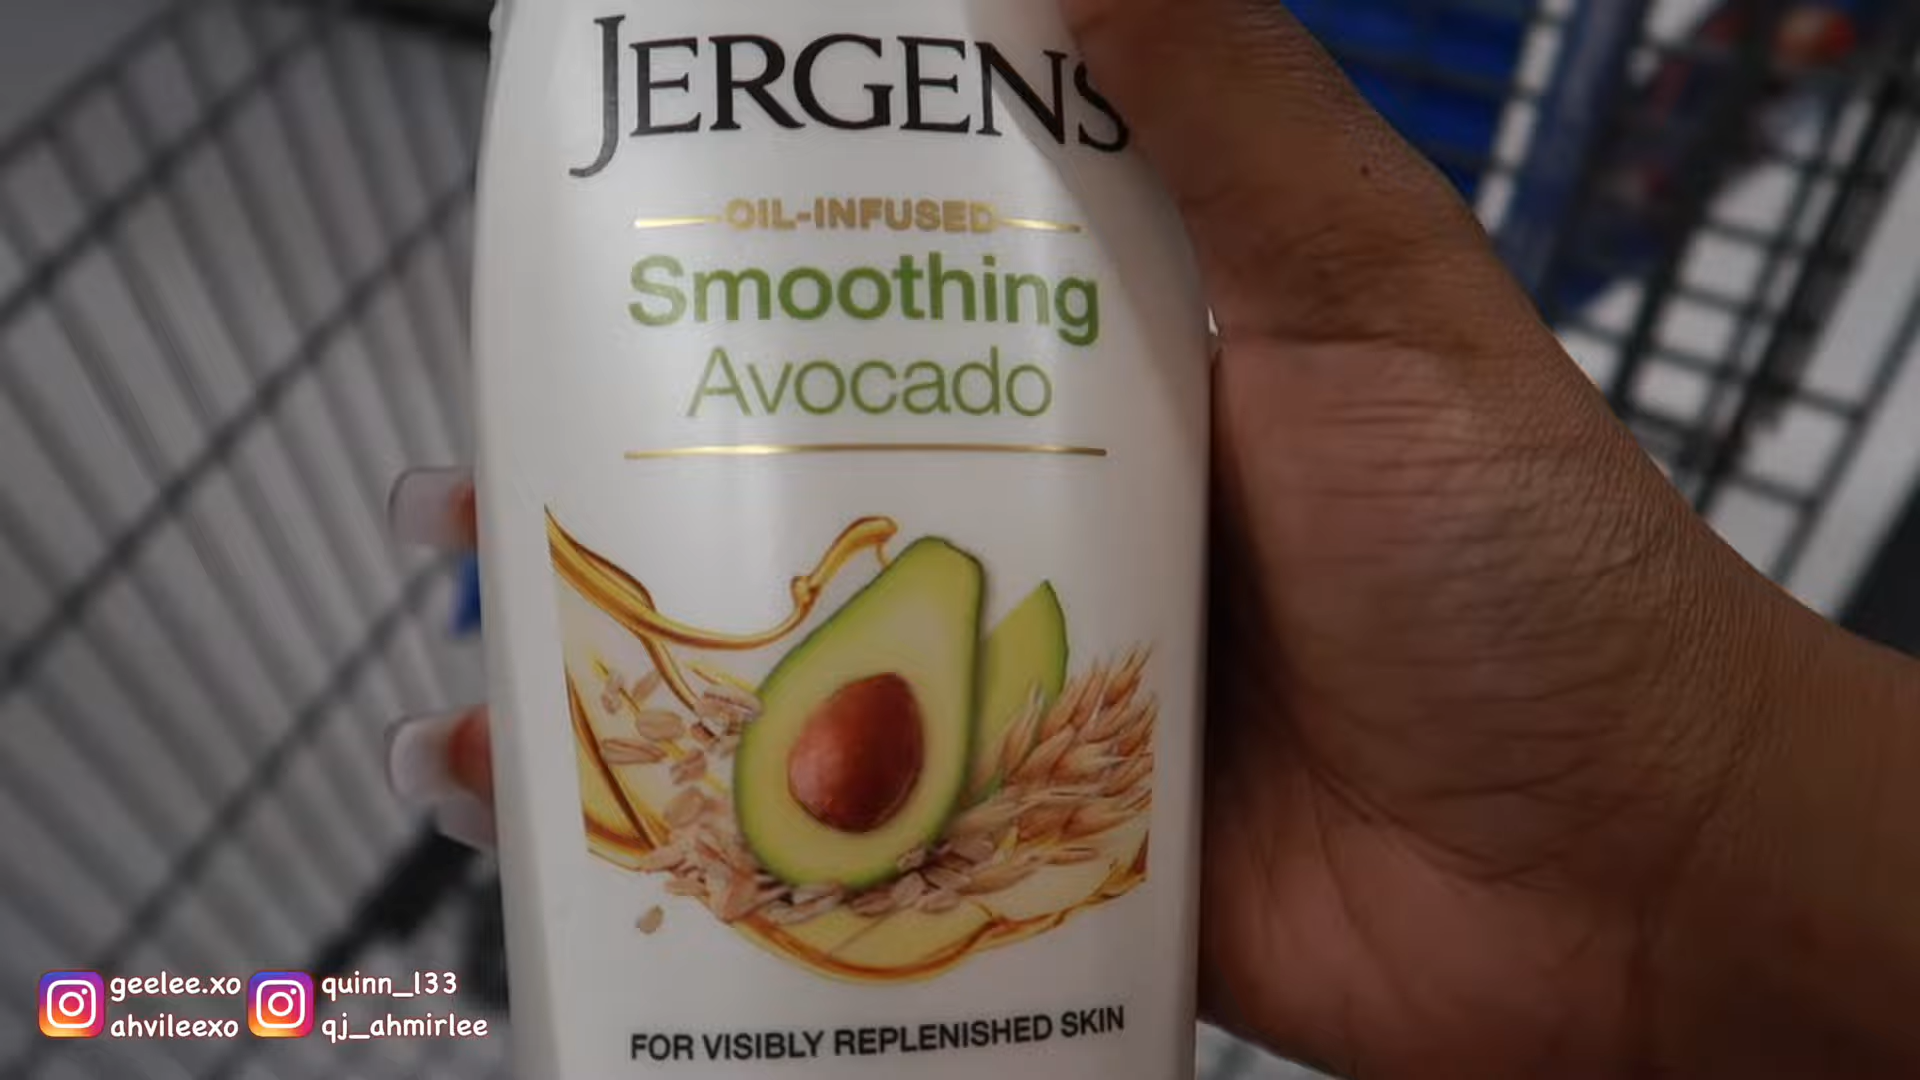 JERGENS
OIL-INFUSED
Smoothing
Avocado
FOR VISIBLY REPLENISHED SKIN
geelee.xo
ahvileexo
quinn_l33
qj_ahmirlee